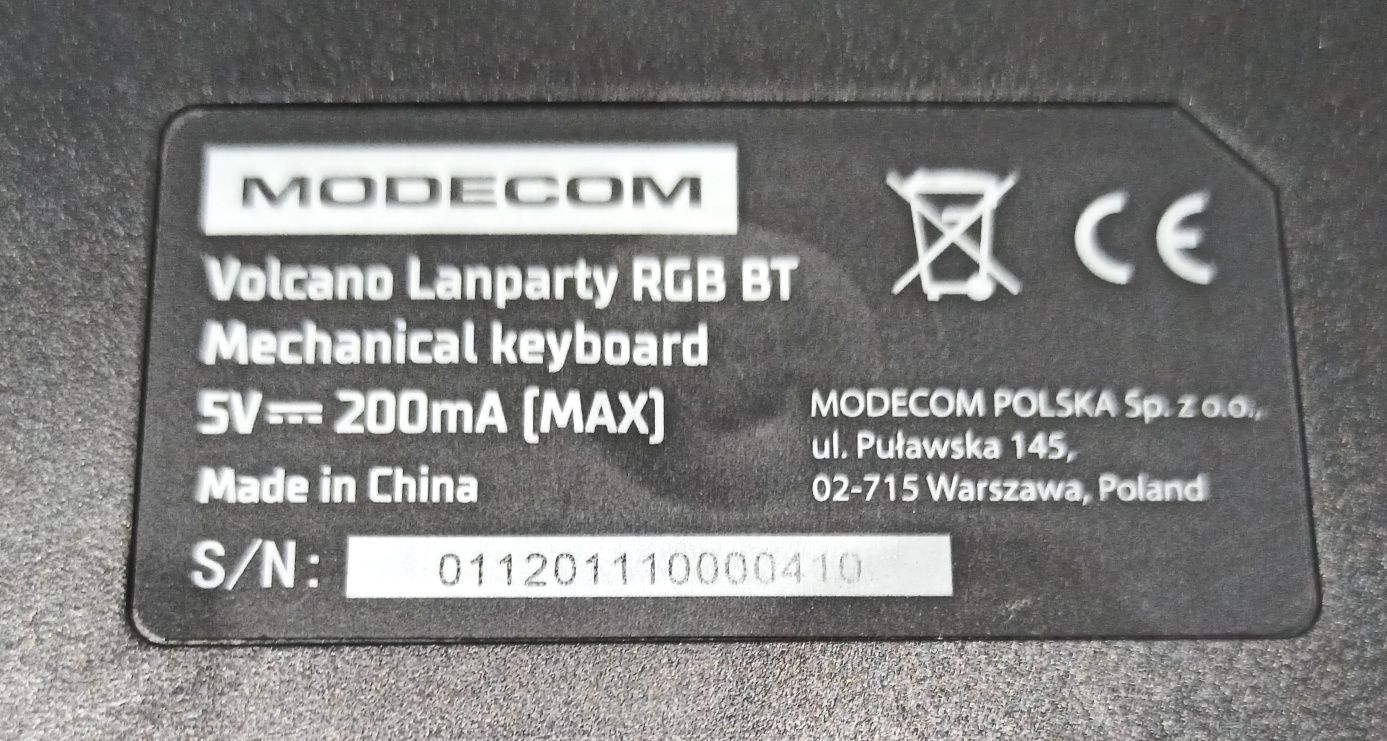 MODECOM
Volcano Lanparty RGB BT
Mechanical keyboard
5V⎓200mA [MAX]
Made in China
S/N: 011201110000410
CE
MODECOM POLSKA Sp. z o.o.,
ul. Puławska 145,
02-715 Warszawa, Poland